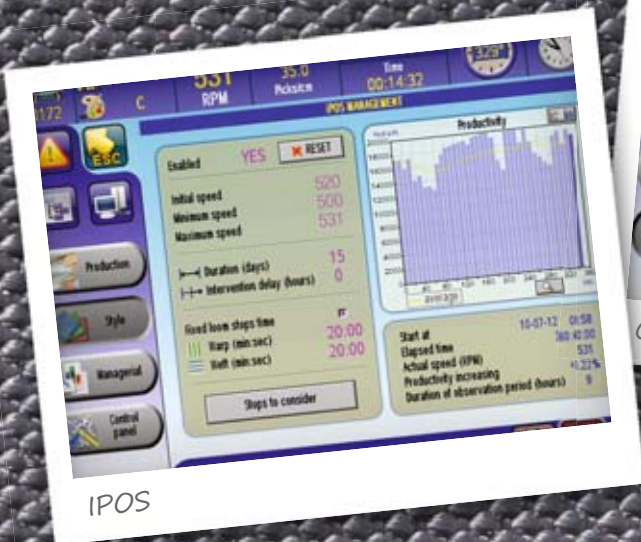 531
35.0
Time
329°
1172
C
RPM
Picks/cm
00:14:32
IPOS MANAGEMENT
ESC
Enabled YES RESET
Initial speed 520
Minimum speed 500
Maximum speed 531
Duration (days) 15
Intervention delay (hours) 0
Fixed loom stops time
Warp (min:sec) 20:00
Weft (min:sec) 20:00
Stops to consider
Production
Style
Managerial
Control
panel
Productivity
average
Start at 10-07-12 01:58
Elapsed time
Actual speed (RPM) 531
Productivity increasing
Duration of observation period (hours) 9
IPOS